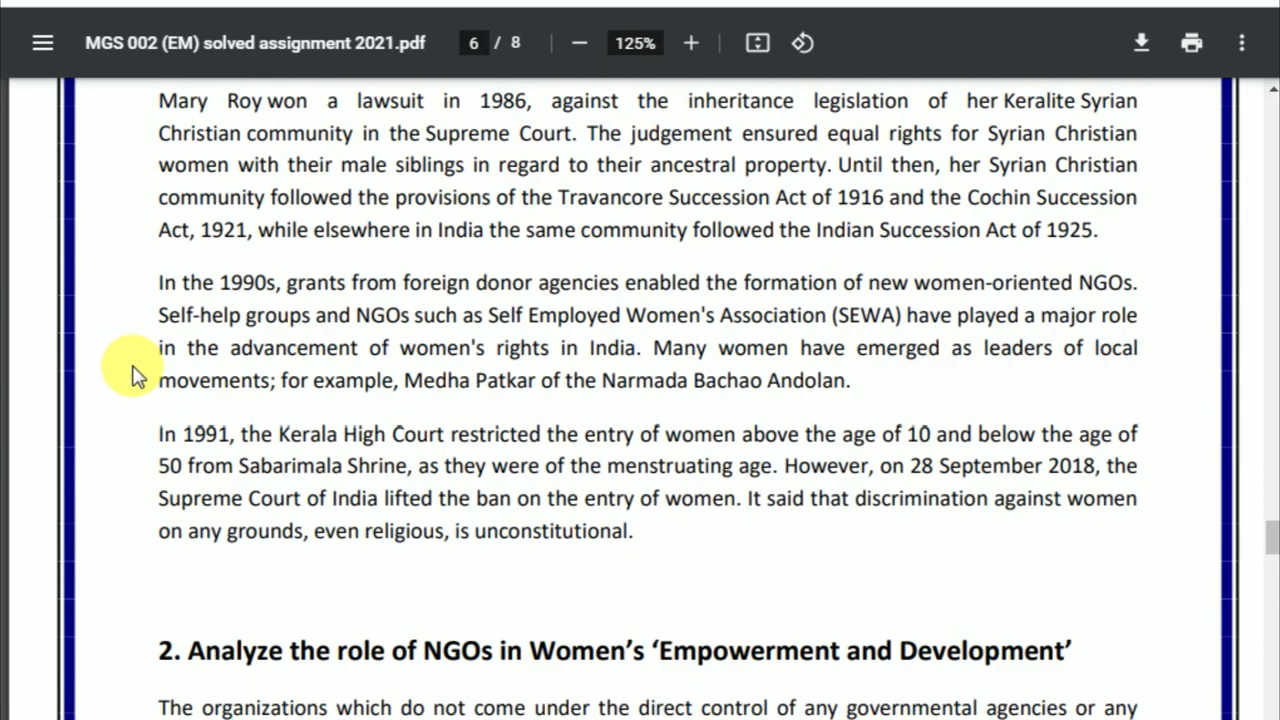 MGS 002 (EM) solved assignment 2021.pdf 6 / 8 125%
Mary Roy won a lawsuit in 1986, against the inheritance legislation of her Keralite Syrian
Christian community in the Supreme Court. The judgement ensured equal rights for Syrian Christian
women with their male siblings in regard to their ancestral property. Until then, her Syrian Christian
community followed the provisions of the Travancore Succession Act of 1916 and the Cochin Succession
Act, 1921, while elsewhere in India the same community followed the Indian Succession Act of 1925.
In the 1990s, grants from foreign donor agencies enabled the formation of new women-oriented NGOs.
Self-help groups and NGOs such as Self Employed Women's Association (SEWA) have played a major role
in the advancement of women's rights in India. Many women have emerged as leaders of local
movements; for example, Medha Patkar of the Narmada Bachao Andolan.
In 1991, the Kerala High Court restricted the entry of women above the age of 10 and below the age of
50 from Sabarimala Shrine, as they were of the menstruating age. However, on 28 September 2018, the
Supreme Court of India lifted the ban on the entry of women. It said that discrimination against women
on any grounds, even religious, is unconstitutional.
2. Analyze the role of NGOs in Women’s ‘Empowerment and Development’
The organizations which do not come under the direct control of any governmental agencies or any